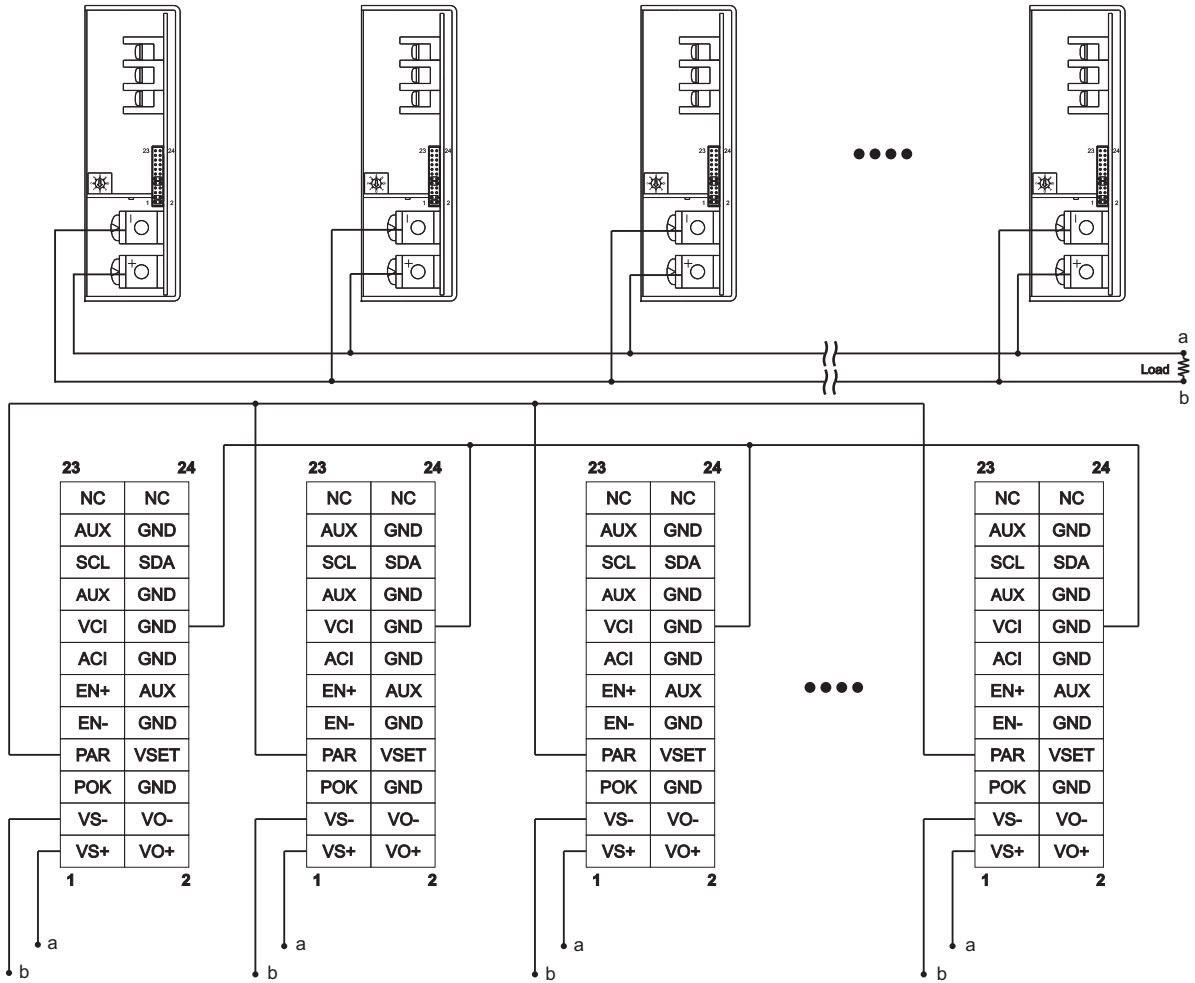 23 24 23 24 23 24 23 24
1 2 1 2 1 2 1 2
- - - -
+ + + +
a
Load
b
23 24 23 24 23 24 23 24
NC NC NC NC NC NC NC NC
AUX GND AUX GND AUX GND AUX GND
SCL SDA SCL SDA SCL SDA SCL SDA
AUX GND AUX GND AUX GND AUX GND
VCI GND VCI GND VCI GND VCI GND
ACI GND ACI GND ACI GND ACI GND
EN+ AUX EN+ AUX EN+ AUX EN+ AUX
EN- GND EN- GND EN- GND EN- GND
PAR VSET PAR VSET PAR VSET PAR VSET
POK GND POK GND POK GND POK GND
VS- VO- VS- VO- VS- VO- VS- VO-
VS+ VO+ VS+ VO+ VS+ VO+ VS+ VO+
1 2 1 2 1 2 1 2
a a a a
b b b b